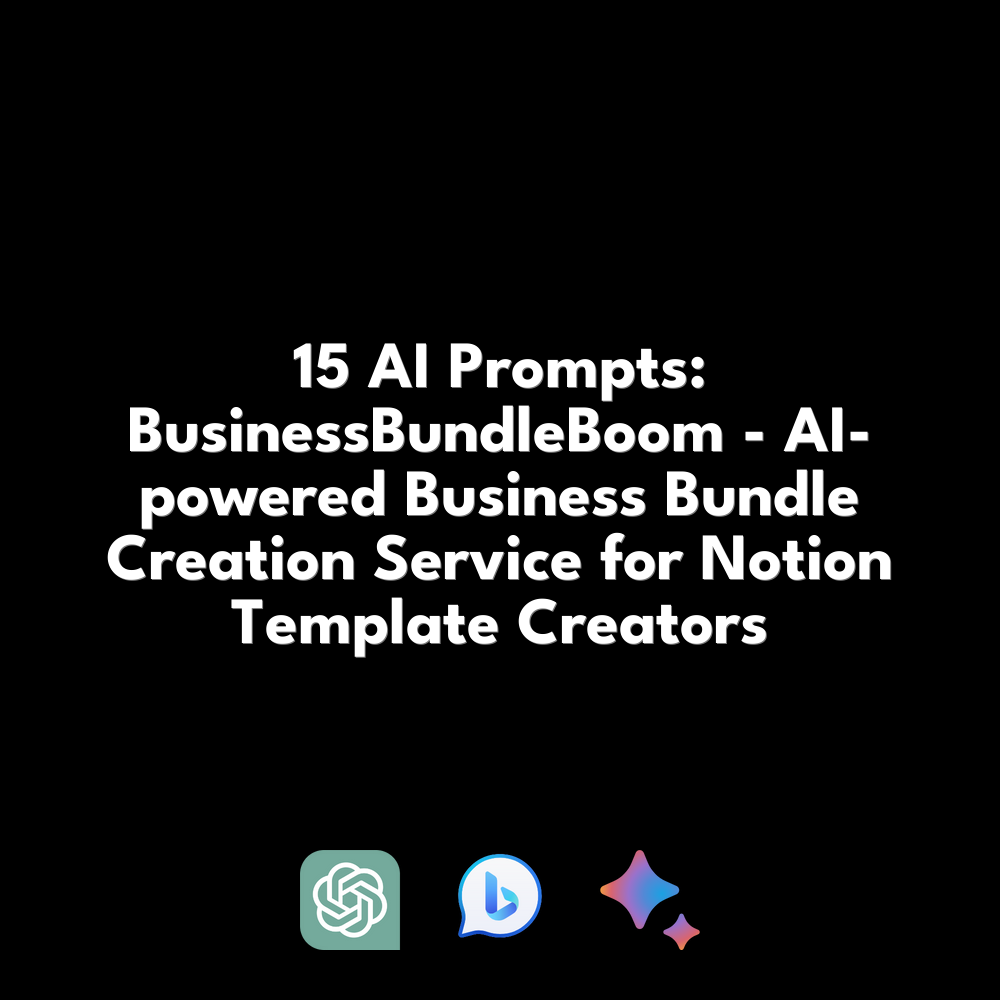 15 AI Prompts:
BusinessBundleBoom - AI-
powered Business Bundle
Creation Service for Notion
Template Creators